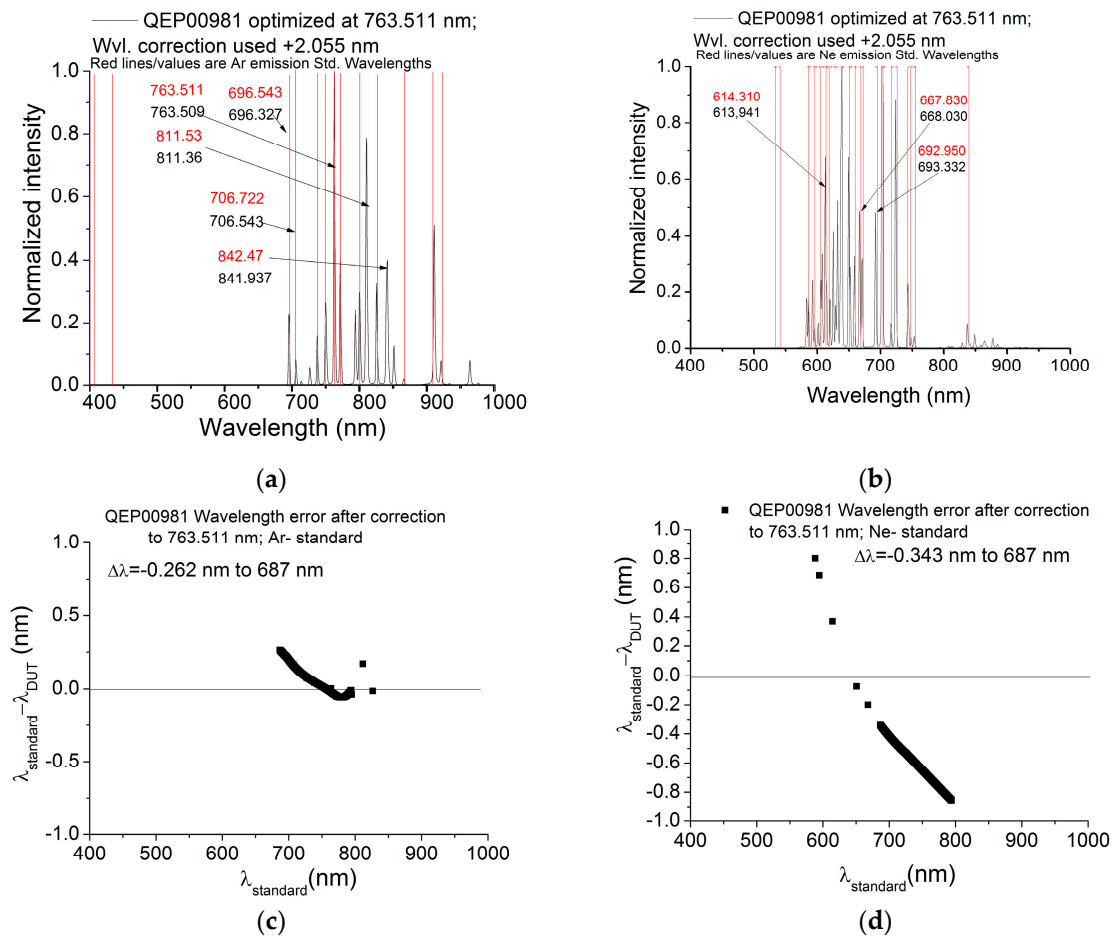 QEP00981 optimized at 763.511 nm;
Wvl. correction used +2.055 nm
Red lines/values are Ar emission Std. Wavelengths
1.0
0.8
0.6
0.4
0.2
0.0
Normalized intensity
763.511
763.509
696.543
696.327
811.53
811.36
706.722
706.543
842.47
841.937
400 500 600 700 800 900 1000
Wavelength (nm)
(a)
QEP00981 optimized at 763.511 nm;
Wvl. correction used +2.055 nm
Red lines/values are Ne emission Std. Wavelengths
1.0
0.8
0.6
0.4
0.2
0.0
Normalized intensity
614.310
613,941
667.830
668.030
692.950
693.332
400 500 600 700 800 900 1000
Wavelength (nm)
(b)
QEP00981 Wavelength error after correction
to 763.511 nm; Ar- standard
Δλ=-0.262 nm to 687 nm
1.0
0.5
0.0
-0.5
-1.0
λstandard−λDUT (nm)
400 500 600 700 800 900 1000
λstandard(nm)
(c)
QEP00981 Wavelength error after correction
to 763.511 nm; Ne- standard
Δλ=-0.343 nm to 687 nm
1.0
0.8
0.6
0.4
0.2
0.0
-0.2
-0.4
-0.6
-0.8
-1.0
λstandard−λDUT (nm)
400 500 600 700 800 900 1000
λstandard(nm)
(d)